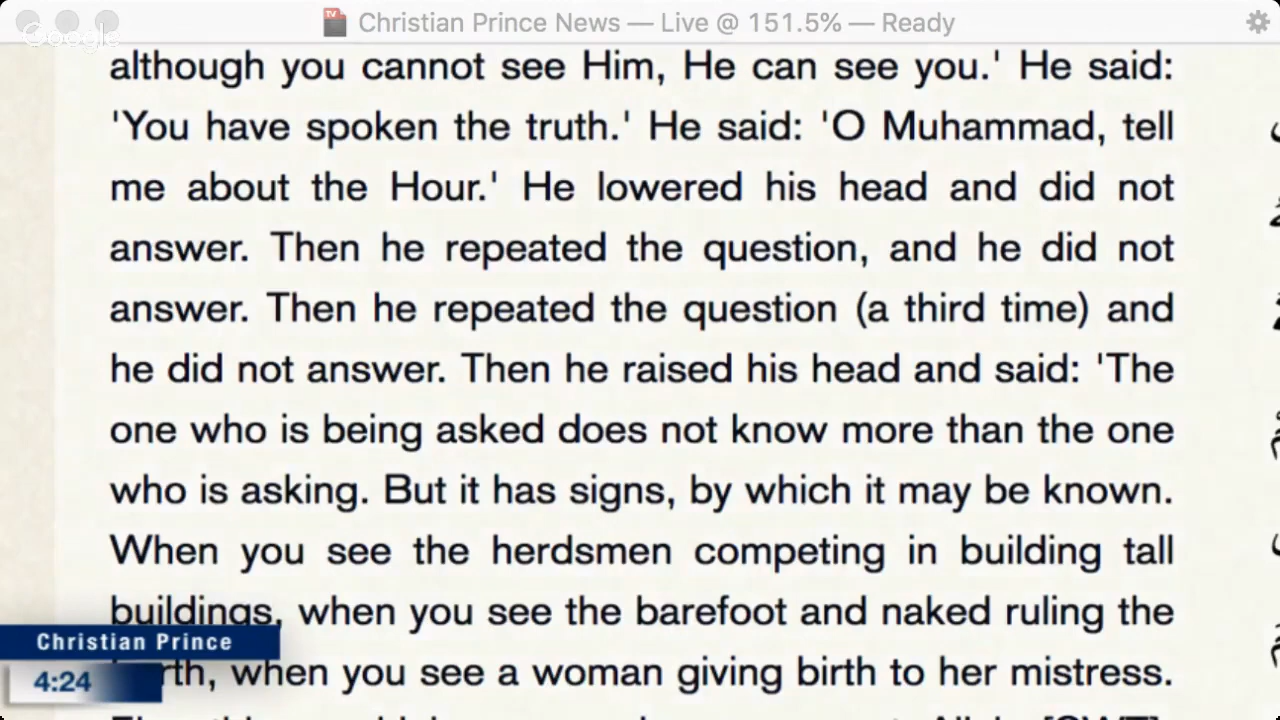 Christian Prince News — Live @ 151.5% — Ready
Google
although you cannot see Him, He can see you.' He said:
'You have spoken the truth.' He said: 'O Muhammad, tell
me about the Hour.' He lowered his head and did not
answer. Then he repeated the question, and he did not
answer. Then he repeated the question (a third time) and
he did not answer. Then he raised his head and said: 'The
one who is being asked does not know more than the one
who is asking. But it has signs, by which it may be known.
When you see the herdsmen competing in building tall
buildings, when you see the barefoot and naked ruling the
Christian Prince
rth, when you see a woman giving birth to her mistress.
4:24